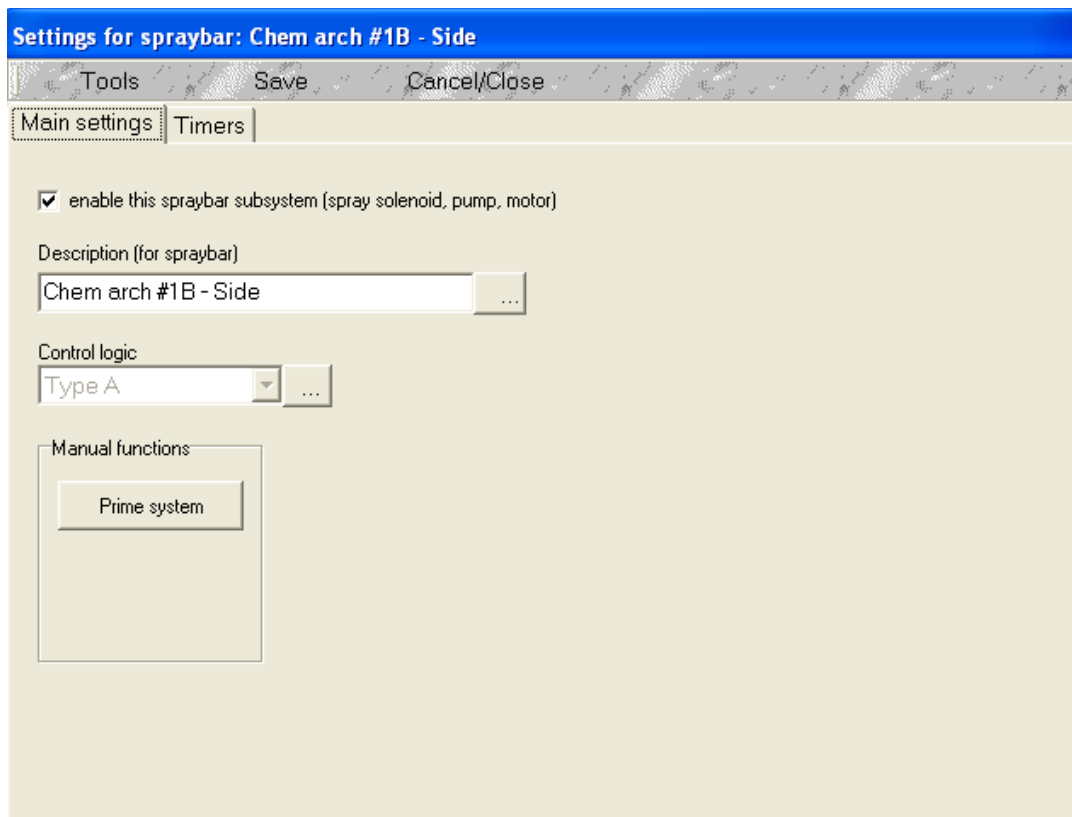 Settings for spraybar: Chem arch #1B - Side
Tools Save Cancel/Close
Main settings Timers
enable this spraybar subsystem (spray solenoid, pump, motor)
Description (for spraybar)
Chem arch #1B - Side ...
Control logic
Type A ...
Manual functions
Prime system